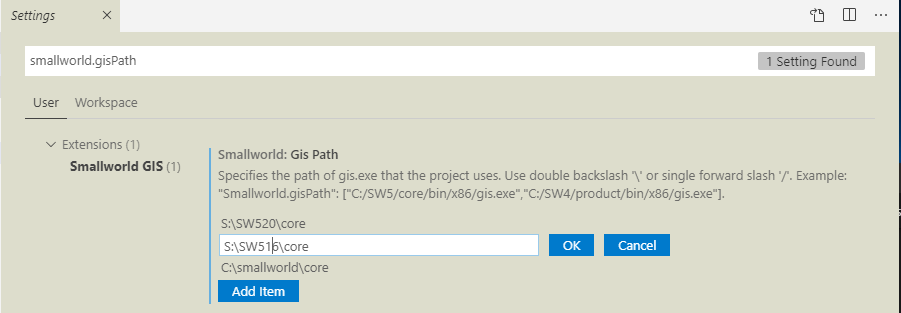 Settings
smallworld.gisPath
1 Setting Found
User Workspace
Extensions (1)
Smallworld GIS (1)
Smallworld: Gis Path
Specifies the path of gis.exe that the project uses. Use double backslash '\' or single forward slash '/'. Example:
"Smallworld.gisPath": ["C:/SW5/core/bin/x86/gis.exe","C:/SW4/product/bin/x86/gis.exe"].
S:\SW520\core
S:\SW516\core OK Cancel
C:\smallworld\core
Add Item